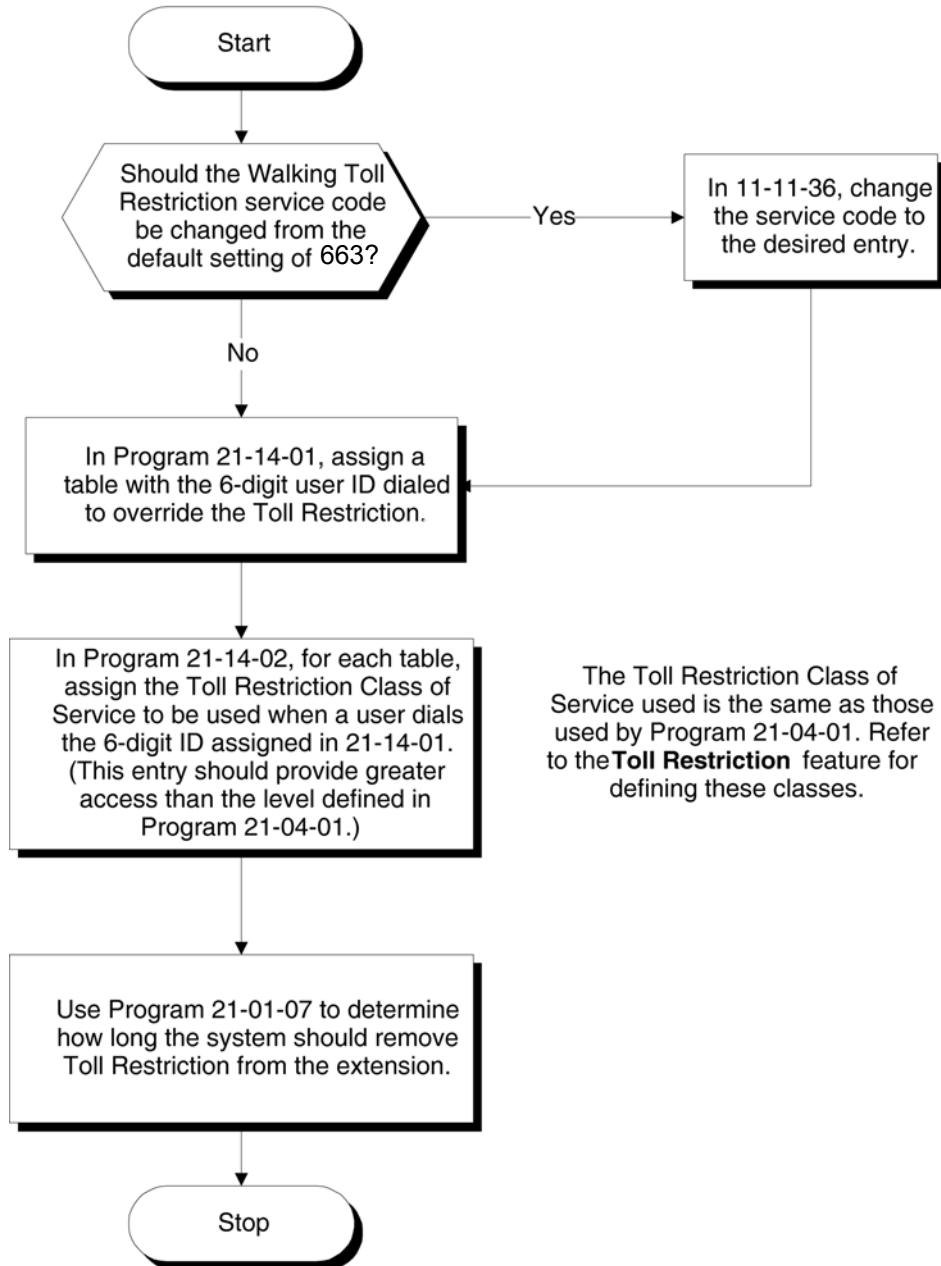 Start
Should the Walking Toll
Restriction service code
be changed from the
default setting of 663?
Yes
In 11-11-36, change
the service code to
the desired entry.
No
In Program 21-14-01, assign a
table with the 6-digit user ID dialed
to override the Toll Restriction.
In Program 21-14-02, for each table,
assign the Toll Restriction Class of
Service to be used when a user dials
the 6-digit ID assigned in 21-14-01.
(This entry should provide greater
access than the level defined in
Program 21-04-01.)
The Toll Restriction Class of
Service used is the same as those
used by Program 21-04-01. Refer
to the Toll Restriction feature for
defining these classes.
Use Program 21-01-07 to determine
how long the system should remove
Toll Restriction from the extension.
Stop